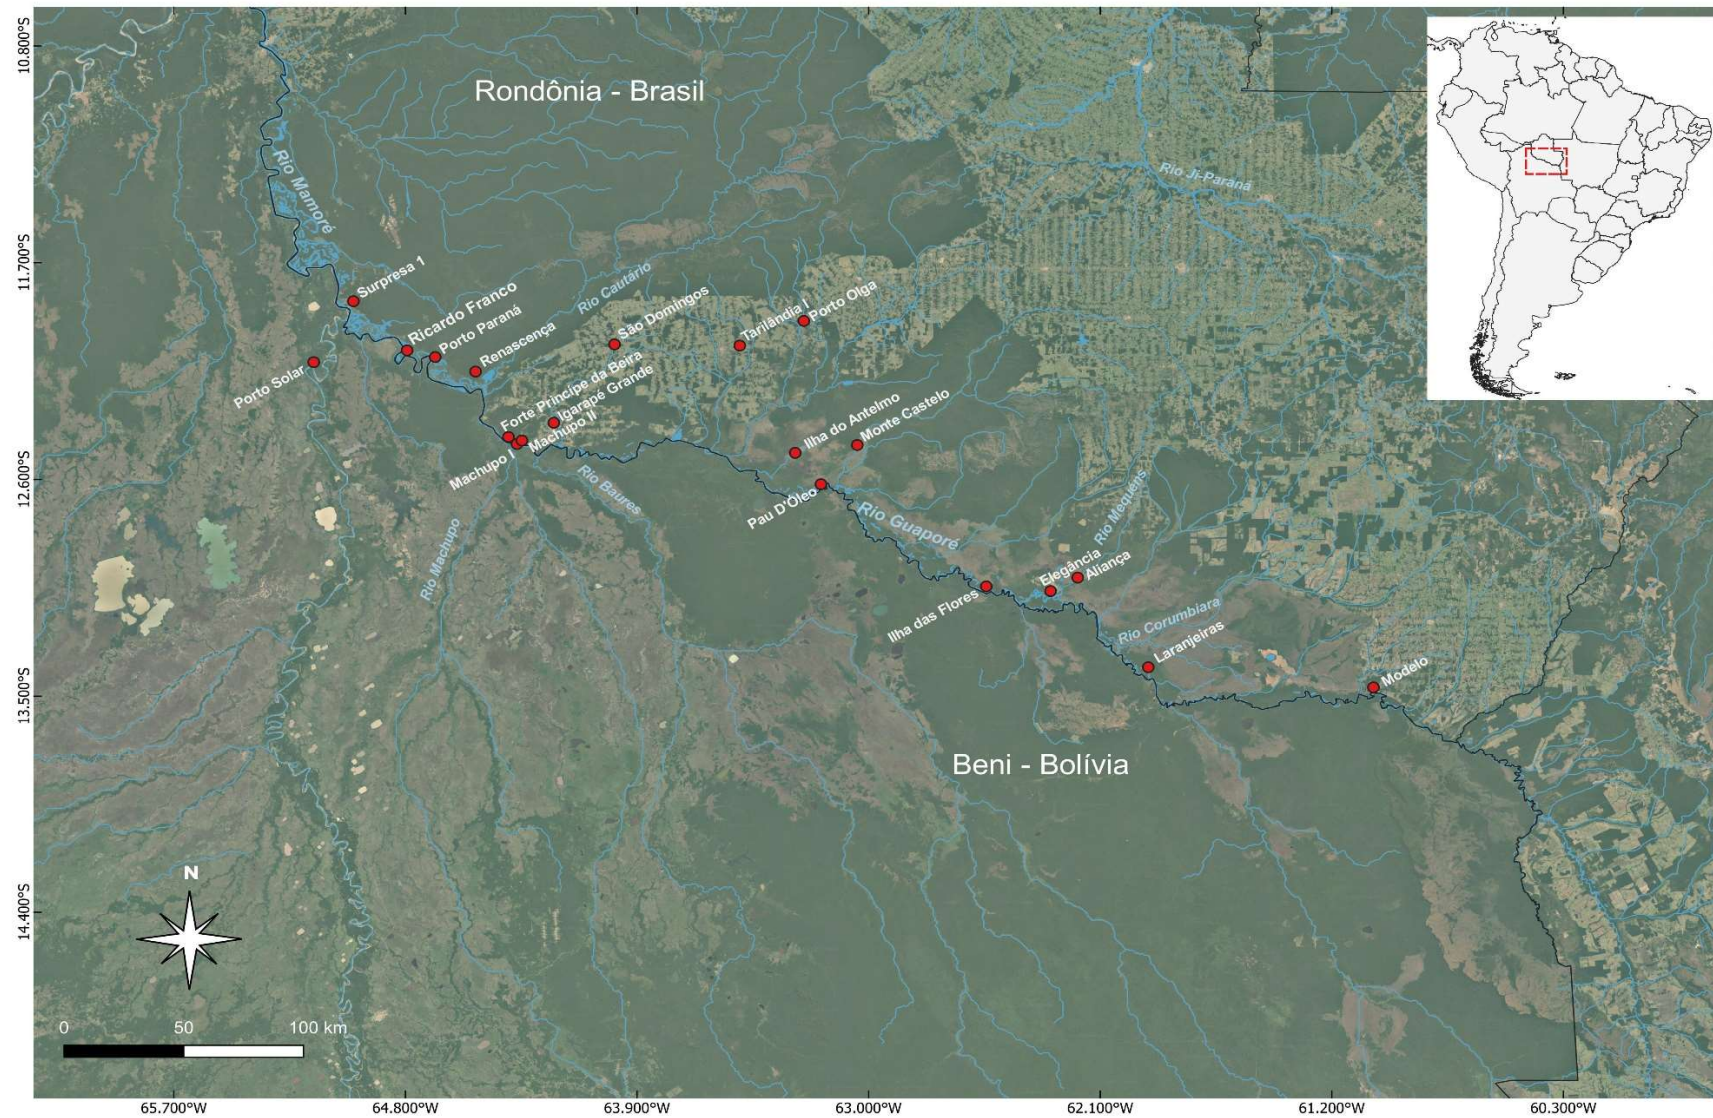 Rondônia - Brasil
10.800°S
11.700°S
12.600°S
13.500°S
14.400°S
Rio Mamoré
Rio Ji-Paraná
Surpresa 1
Rio Cautário
Ricardo Franco
Porto Paraná
Renascença
São Domingos
Tarilândia I
Porto Olga
Porto Solar
Forte Principe da Beira
Igarapé Grande
Machupo II
Machupo I
Ilha do Antelmo
Monte Castelo
Rio Baures
Pau D'Óleo
Rio Mequéns
Rio Guaporé
Rio Machupo
Elegância
Aliança
Ilha das Flores
Rio Corumbiara
Laranjeiras
Modelo
Beni - Bolívia
N
0 50 100 km
65.700°W 64.800°W 63.900°W 63.000°W 62.100°W 61.200°W 60.300°W